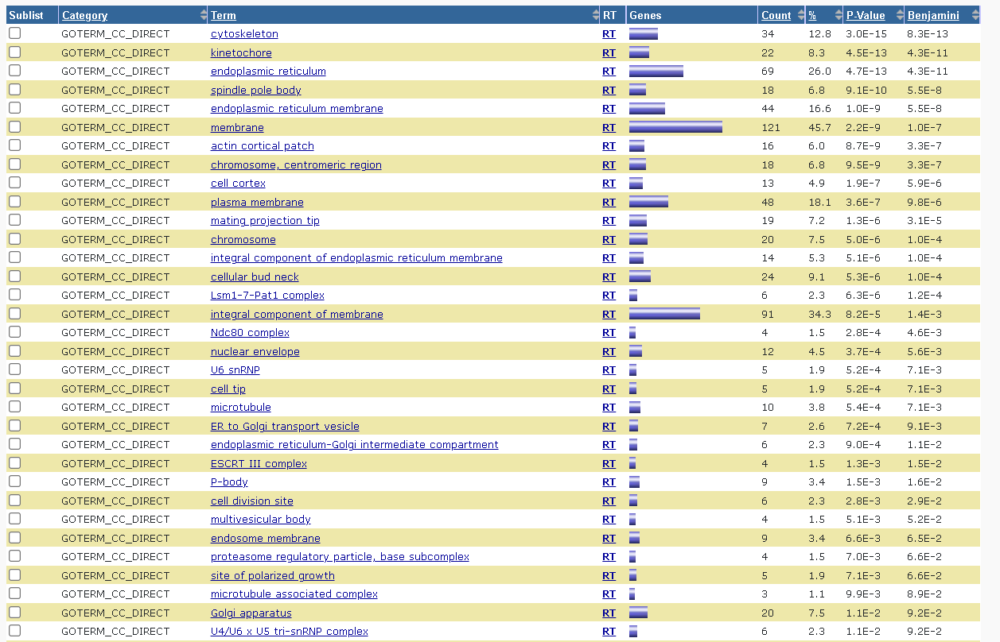 Sublist Category Term RT Genes Count % P-Value Benjamini
GOTERM_CC_DIRECT cytoskeleton RT 34 12.8 3.0E-15 8.3E-13
GOTERM_CC_DIRECT kinetochore RT 22 8.3 4.5E-13 4.3E-11
GOTERM_CC_DIRECT endoplasmic reticulum RT 69 26.0 4.7E-13 4.3E-11
GOTERM_CC_DIRECT spindle pole body RT 18 6.8 9.1E-10 5.5E-8
GOTERM_CC_DIRECT endoplasmic reticulum membrane RT 44 16.6 1.0E-9 5.5E-8
GOTERM_CC_DIRECT membrane RT 121 45.7 2.2E-9 1.0E-7
GOTERM_CC_DIRECT actin cortical patch RT 16 6.0 8.7E-9 3.3E-7
GOTERM_CC_DIRECT chromosome, centromeric region RT 18 6.8 9.5E-9 3.3E-7
GOTERM_CC_DIRECT cell cortex RT 13 4.9 1.9E-7 5.9E-6
GOTERM_CC_DIRECT plasma membrane RT 48 18.1 3.6E-7 9.8E-6
GOTERM_CC_DIRECT mating projection tip RT 19 7.2 1.3E-6 3.1E-5
GOTERM_CC_DIRECT chromosome RT 20 7.5 5.0E-6 1.0E-4
GOTERM_CC_DIRECT integral component of endoplasmic reticulum membrane RT 14 5.3 5.1E-6 1.0E-4
GOTERM_CC_DIRECT cellular bud neck RT 24 9.1 5.3E-6 1.0E-4
GOTERM_CC_DIRECT Lsm1-7-Pat1 complex RT 6 2.3 6.3E-6 1.2E-4
GOTERM_CC_DIRECT integral component of membrane RT 91 34.3 8.2E-5 1.4E-3
GOTERM_CC_DIRECT Ndc80 complex RT 4 1.5 2.8E-4 4.6E-3
GOTERM_CC_DIRECT nuclear envelope RT 12 4.5 3.7E-4 5.6E-3
GOTERM_CC_DIRECT U6 snRNP RT 5 1.9 5.2E-4 7.1E-3
GOTERM_CC_DIRECT cell tip RT 5 1.9 5.2E-4 7.1E-3
GOTERM_CC_DIRECT microtubule RT 10 3.8 5.4E-4 7.1E-3
GOTERM_CC_DIRECT ER to Golgi transport vesicle RT 7 2.6 7.2E-4 9.1E-3
GOTERM_CC_DIRECT endoplasmic reticulum-Golgi intermediate compartment RT 6 2.3 9.0E-4 1.1E-2
GOTERM_CC_DIRECT ESCRT III complex RT 4 1.5 1.3E-3 1.5E-2
GOTERM_CC_DIRECT P-body RT 9 3.4 1.5E-3 1.6E-2
GOTERM_CC_DIRECT cell division site RT 6 2.3 2.8E-3 2.9E-2
GOTERM_CC_DIRECT multivesicular body RT 4 1.5 5.1E-3 5.2E-2
GOTERM_CC_DIRECT endosome membrane RT 9 3.4 6.6E-3 6.5E-2
GOTERM_CC_DIRECT proteasome regulatory particle, base subcomplex RT 4 1.5 7.0E-3 6.6E-2
GOTERM_CC_DIRECT site of polarized growth RT 5 1.9 7.1E-3 6.6E-2
GOTERM_CC_DIRECT microtubule associated complex RT 3 1.1 9.9E-3 8.9E-2
GOTERM_CC_DIRECT Golgi apparatus RT 20 7.5 1.1E-2 9.2E-2
GOTERM_CC_DIRECT U4/U6 x U5 tri-snRNP complex RT 6 2.3 1.1E-2 9.2E-2